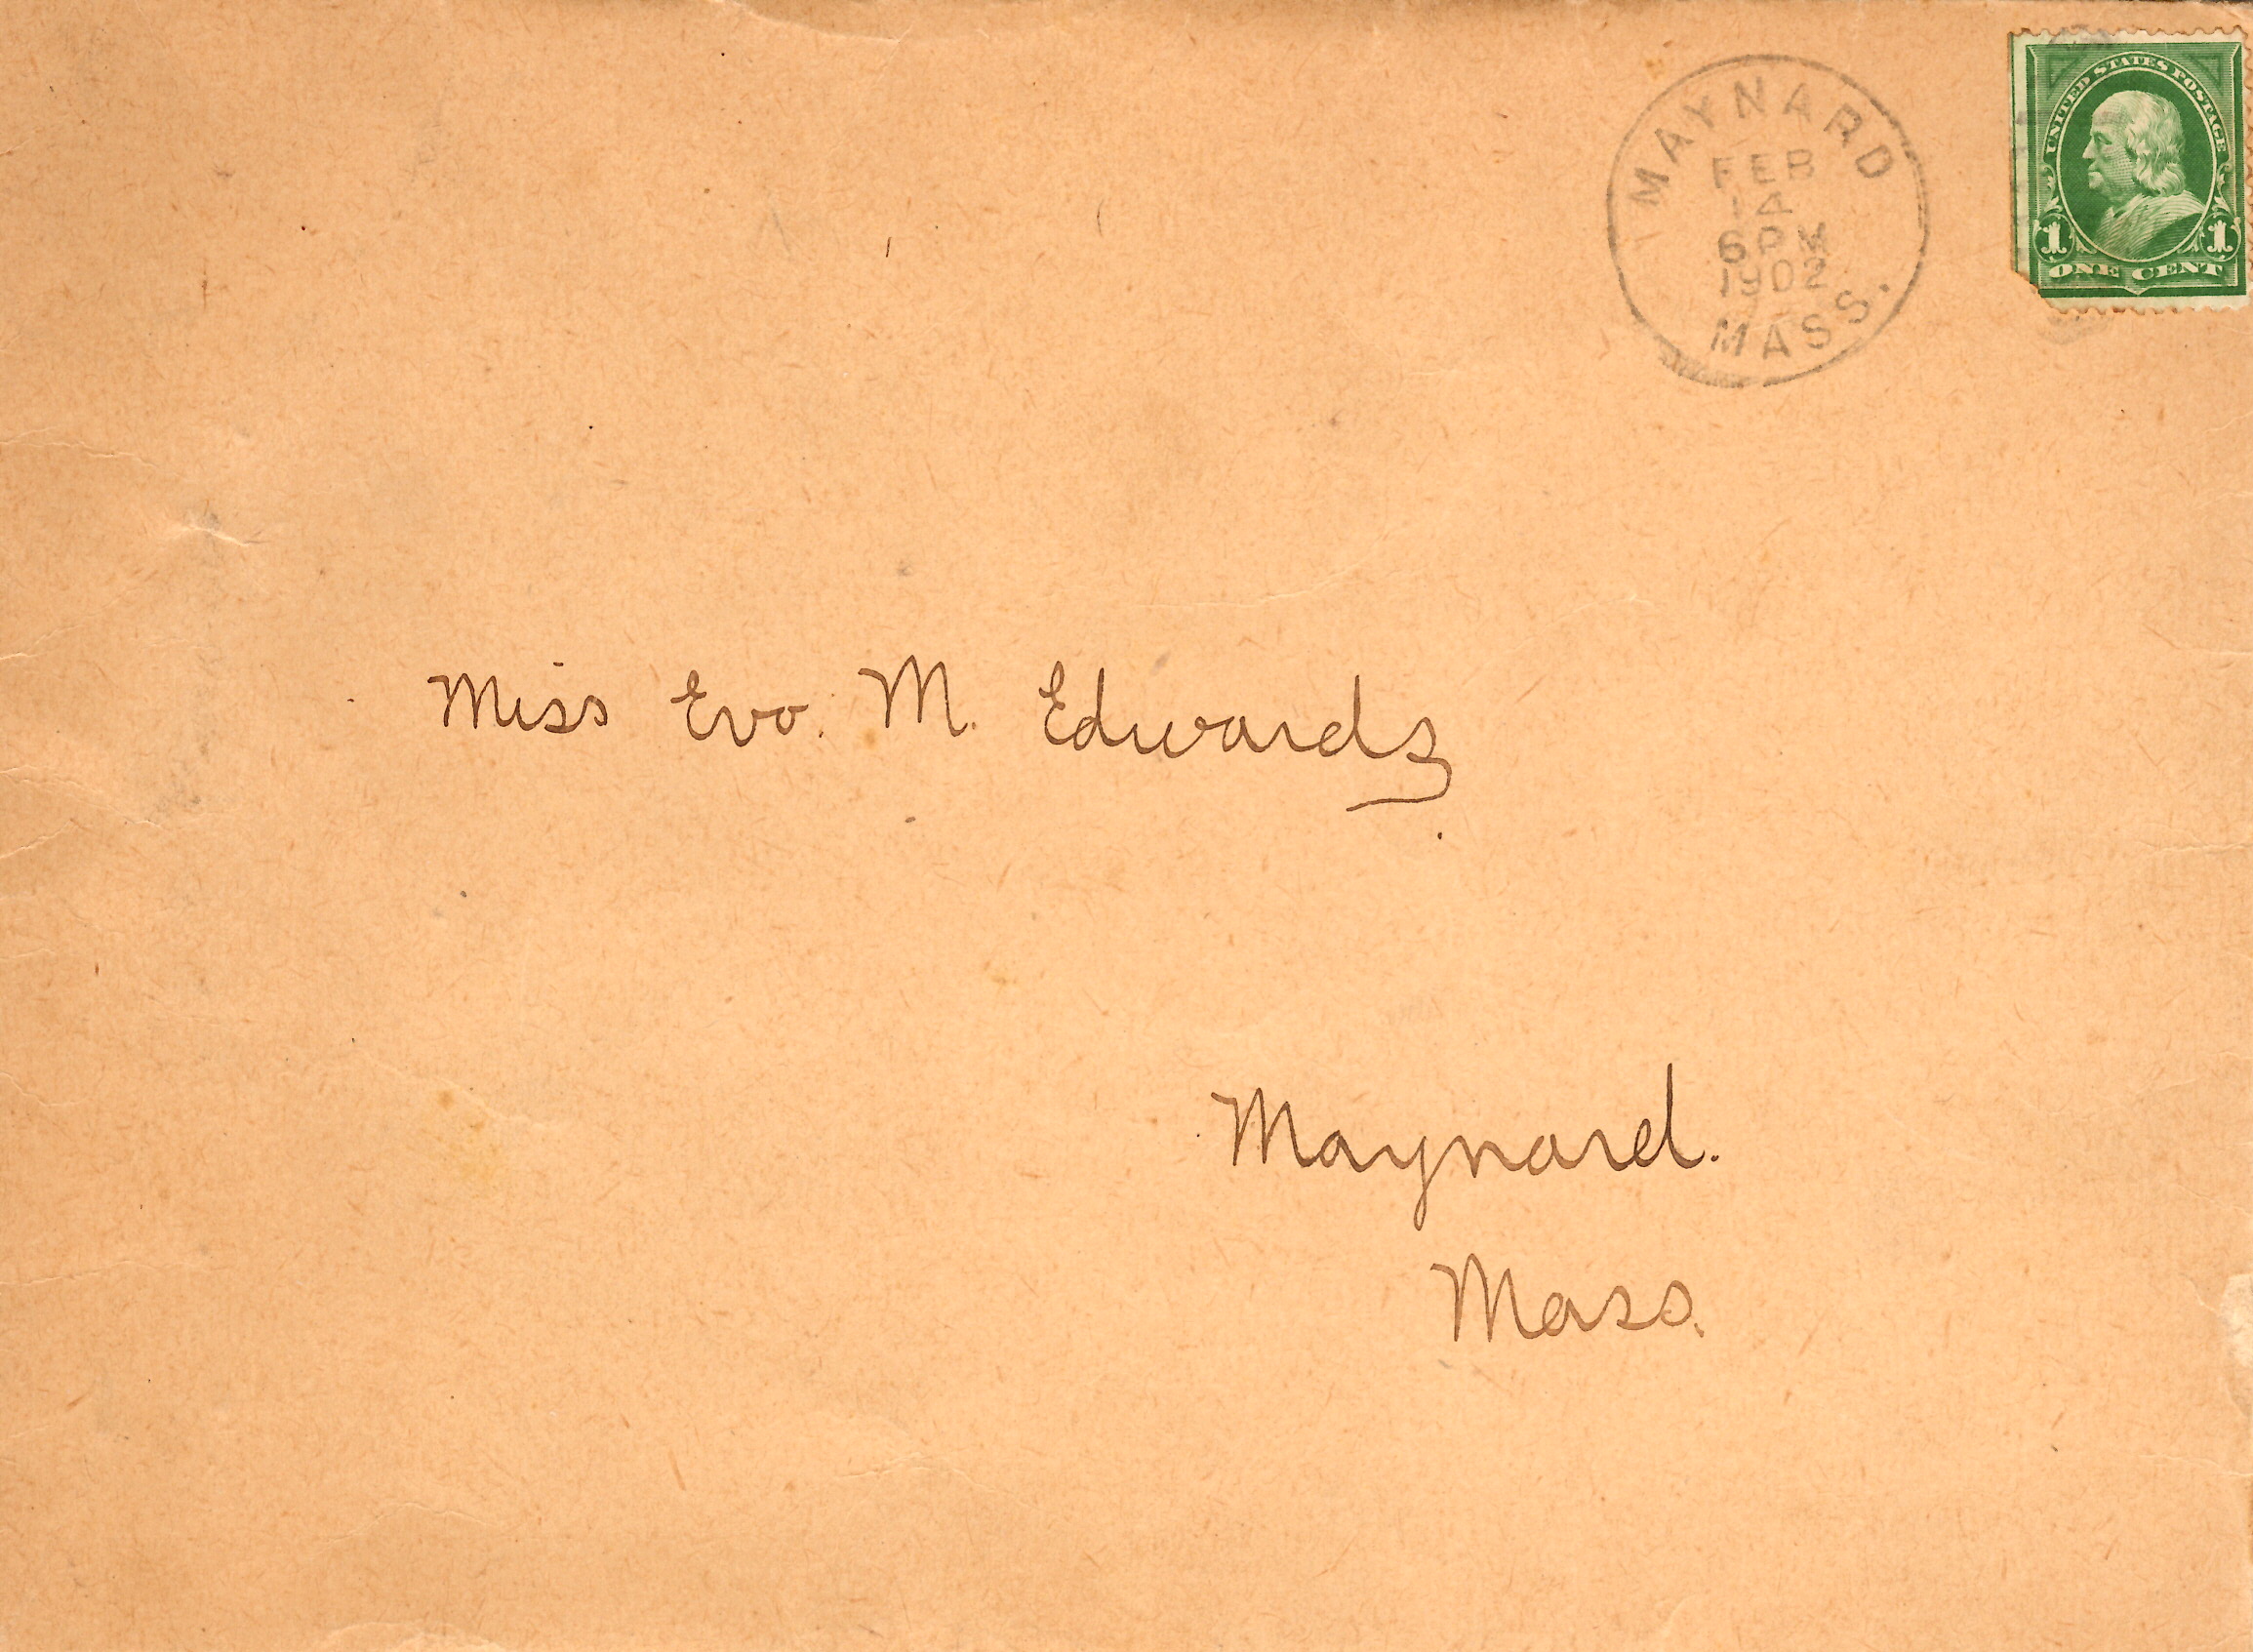 MAYNARD
FEB
14
6 PM
1902
MASS.
UNITED STATES POSTAGE
1 1
ONE CENT
Miss Eva. M. Edwards
Maynard.
Mass.